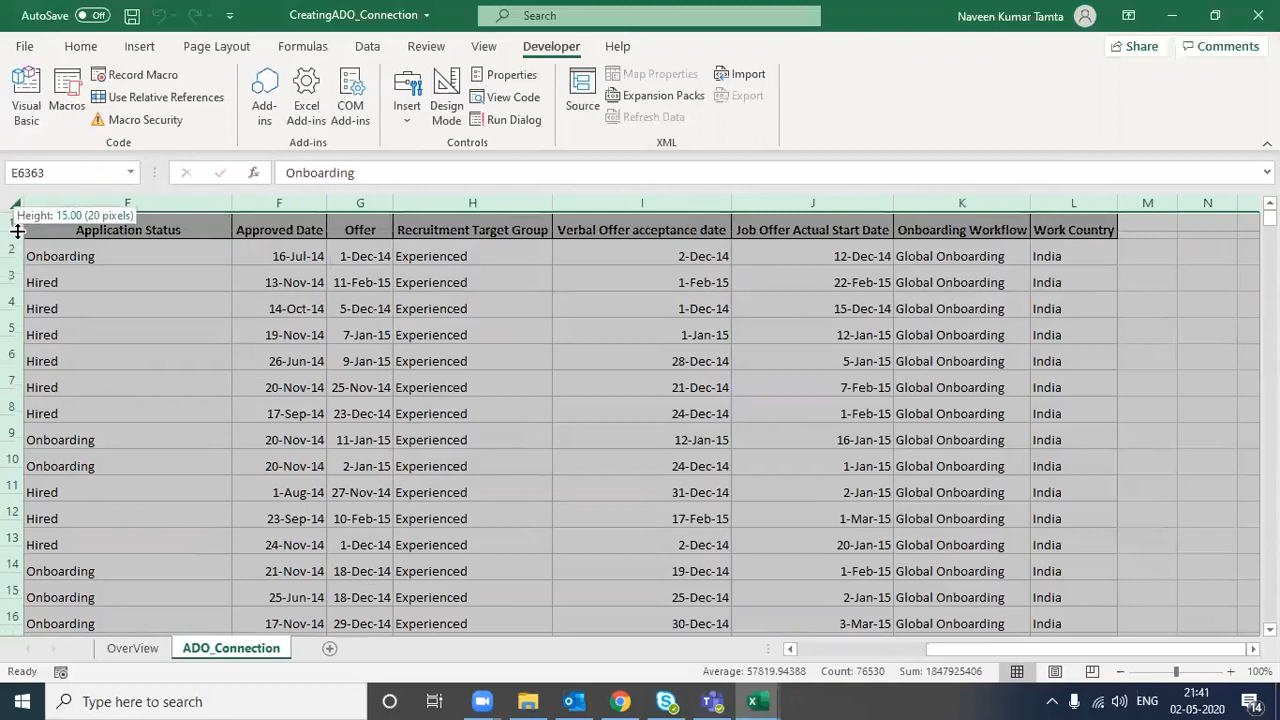 AutoSave Off CreatingADO_Connection Search Naveen Kumar Tamta
File Home Insert Page Layout Formulas Data Review View Developer Help Share Comments
Visual Basic Macros Record Macro Use Relative References Macro Security Add-ins Excel Add-ins COM Add-ins Insert Design Mode Properties View Code Run Dialog Source Map Properties Expansion Packs Refresh Data Import Export
Code Add-ins Controls XML
E6363 fx Onboarding
F G H I J K L M N
Height: 15.00 (20 pixels)
Application Status Approved Date Offer Recruitment Target Group Verbal Offer acceptance date Job Offer Actual Start Date Onboarding Workflow Work Country
2 Onboarding 16-Jul-14 1-Dec-14 Experienced 2-Dec-14 12-Dec-14 Global Onboarding India
3 Hired 13-Nov-14 11-Feb-15 Experienced 1-Feb-15 22-Feb-15 Global Onboarding India
4 Hired 14-Oct-14 5-Dec-14 Experienced 1-Dec-14 15-Dec-14 Global Onboarding India
5 Hired 19-Nov-14 7-Jan-15 Experienced 1-Jan-15 12-Jan-15 Global Onboarding India
6 Hired 26-Jun-14 9-Jan-15 Experienced 28-Dec-14 5-Jan-15 Global Onboarding India
7 Hired 20-Nov-14 25-Nov-14 Experienced 21-Dec-14 7-Feb-15 Global Onboarding India
8 Hired 17-Sep-14 23-Dec-14 Experienced 24-Dec-14 1-Feb-15 Global Onboarding India
9 Onboarding 20-Nov-14 11-Jan-15 Experienced 12-Jan-15 16-Jan-15 Global Onboarding India
10 Onboarding 20-Nov-14 2-Jan-15 Experienced 24-Dec-14 1-Jan-15 Global Onboarding India
11 Hired 1-Aug-14 27-Nov-14 Experienced 31-Dec-14 2-Jan-15 Global Onboarding India
12 Hired 23-Sep-14 10-Feb-15 Experienced 17-Feb-15 1-Mar-15 Global Onboarding India
13 Hired 24-Nov-14 1-Dec-14 Experienced 2-Dec-14 20-Jan-15 Global Onboarding India
14 Onboarding 21-Nov-14 18-Dec-14 Experienced 19-Dec-14 1-Feb-15 Global Onboarding India
15 Onboarding 25-Jun-14 18-Dec-14 Experienced 25-Dec-14 2-Jan-15 Global Onboarding India
16 Onboarding 17-Nov-14 29-Dec-14 Experienced 30-Dec-14 3-Mar-15 Global Onboarding India
OverView ADO_Connection
Ready Average: 57819.94388 Count: 76530 Sum: 1847925406 100%
Type here to search ENG 21:41 02-05-2020 14